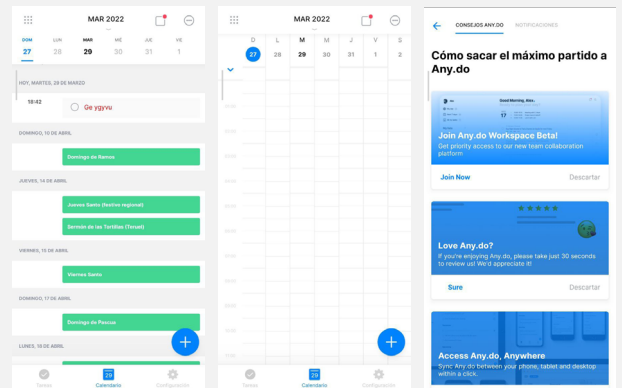 MAR 2022
DOM LUN MAR MIÉ JUE VIE
27 28 29 30 31 1
HOY, MARTES, 29 DE MARZO
18:42
Ge ygyvu
DOMINGO, 10 DE ABRIL
Domingo de Ramos
JUEVES, 14 DE ABRIL
Jueves Santo (festivo regional)
Sermón de las Tortillas (Teruel)
VIERNES, 15 DE ABRIL
Viernes Santo
DOMINGO, 17 DE ABRIL
Domingo de Pascua
LUNES, 18 DE ABRIL
29
Tareas
Calendario
Configuración
MAR 2022
D L M M J V S
27 28 29 30 31 1 2
29
Tareas
Calendario
Configuración
CONSEJOS ANY.DO
NOTIFICACIONES
Cómo sacar el máximo partido a
Any.do
Good Morning, Alex.
17
Join Any.do Workspace Beta!
Get priority access to our new team collaboration
platform
Join Now
Descartar
Love Any.do?
If you're enjoying Any.do, please take just 30 seconds
to review us! We'd appreciate it!
Sure
Descartar
Access Any.do, Anywhere
Sync Any.do between your phone, tablet and desktop
within a click.